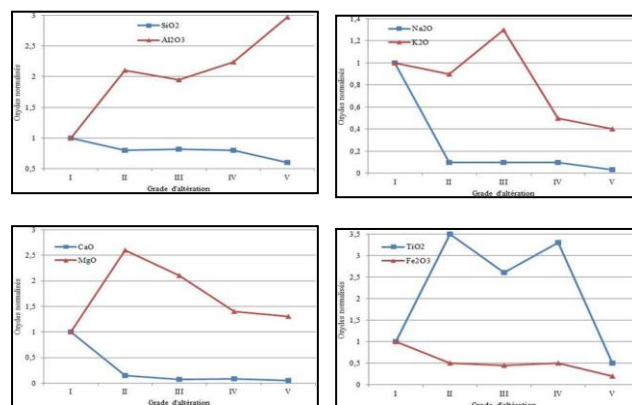 3
SiO2
Al2O3
2,5
2
1,5
1
0,5
I II III IV V
Grade d'altération
Oxydes normalisés
1,4
Na2O
K2O
1,2
1
0,8
0,6
0,4
0,2
0
I II III IV V
Grade d'altération
Oxydes normalisés
3
CaO
MgO
2,5
2
1,5
1
0,5
0
I II III IV V
Grade d'altération
Oxydes normalisés
3,5
TiO2
Fe2O3
3
2,5
2
1,5
1
0,5
0
I II III IV V
Grade d'altération
Oxydes normalisés